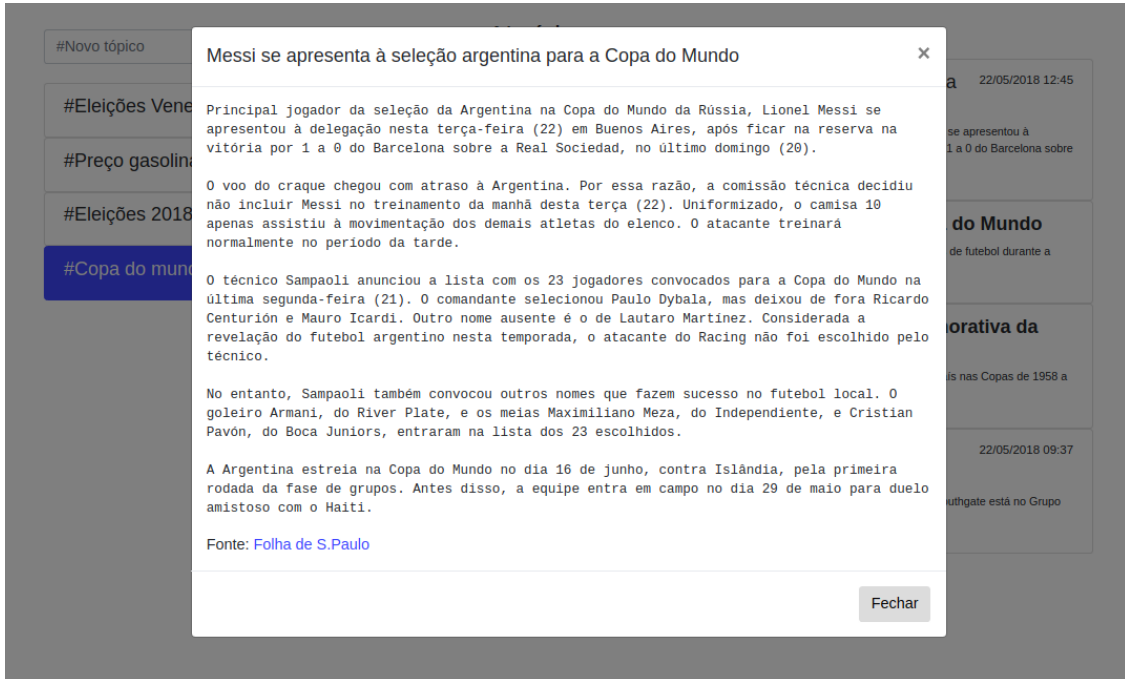 #Novo tópico
#Eleições Vene
#Preço gasolina
#Eleições 2018
#Copa do mund
Messi se apresenta à seleção argentina para a Copa do Mundo
×
Principal jogador da seleção da Argentina na Copa do Mundo da Rússia, Lionel Messi se
apresentou à delegação nesta terça-feira (22) em Buenos Aires, após ficar na reserva na
vitória por 1 a 0 do Barcelona sobre a Real Sociedad, no último domingo (20).
O voo do craque chegou com atraso à Argentina. Por essa razão, a comissão técnica decidiu
não incluir Messi no treinamento da manhã desta terça (22). Uniformizado, o camisa 10
apenas assistiu à movimentação dos demais atletas do elenco. O atacante treinará
normalmente no período da tarde.
O técnico Sampaoli anunciou a lista com os 23 jogadores convocados para a Copa do Mundo na
última segunda-feira (21). O comandante selecionou Paulo Dybala, mas deixou de fora Ricardo
Centurión e Mauro Icardi. Outro nome ausente é o de Lautaro Martínez. Considerada a
revelação do futebol argentino nesta temporada, o atacante do Racing não foi escolhido pelo
técnico.
No entanto, Sampaoli também convocou outros nomes que fazem sucesso no futebol local. O
goleiro Armani, do River Plate, e os meias Maximiliano Meza, do Independiente, e Cristian
Pavón, do Boca Juniors, entraram na lista dos 23 escolhidos.
A Argentina estreia na Copa do Mundo no dia 16 de junho, contra Islândia, pela primeira
rodada da fase de grupos. Antes disso, a equipe entra em campo no dia 29 de maio para duelo
amistoso com o Haiti.
Fonte: Folha de S.Paulo
Fechar
a 22/05/2018 12:45
se apresentou à
1 a 0 do Barcelona sobre
do Mundo
de futebol durante a
morativa da
aís nas Copas de 1958 a
22/05/2018 09:37
outhgate está no Grupo